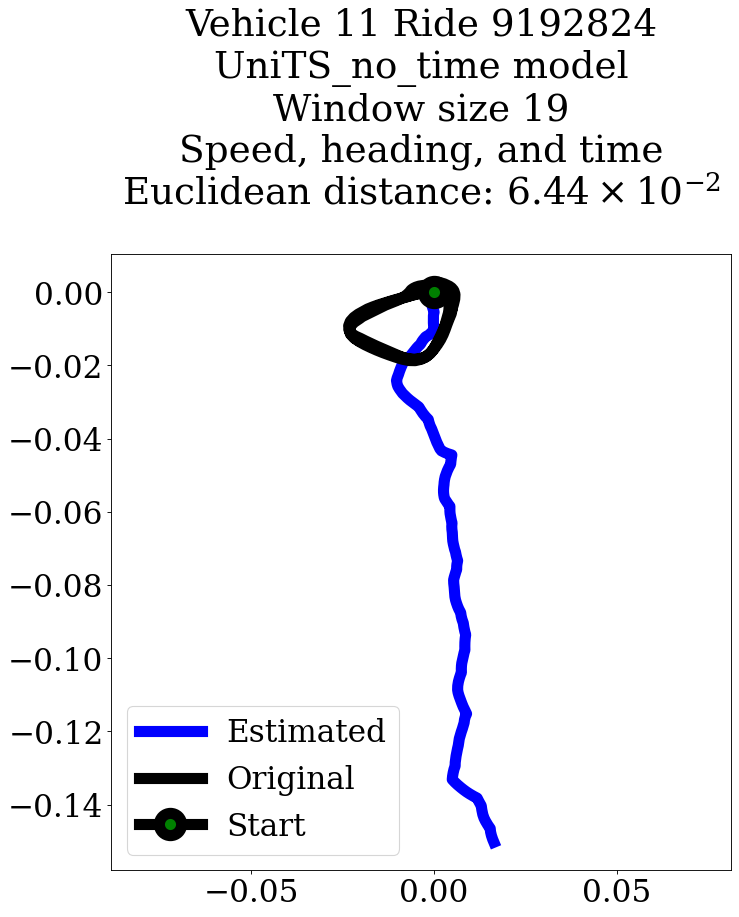 Vehicle 11 Ride 9192824
UniTS_no_time model
Window size 19
Speed, heading, and time
Euclidean distance: 6.44 × 10⁻²
0.00
−0.02
−0.04
−0.06
−0.08
−0.10
−0.12
−0.14
Estimated
Original
Start
−0.05
0.00
0.05